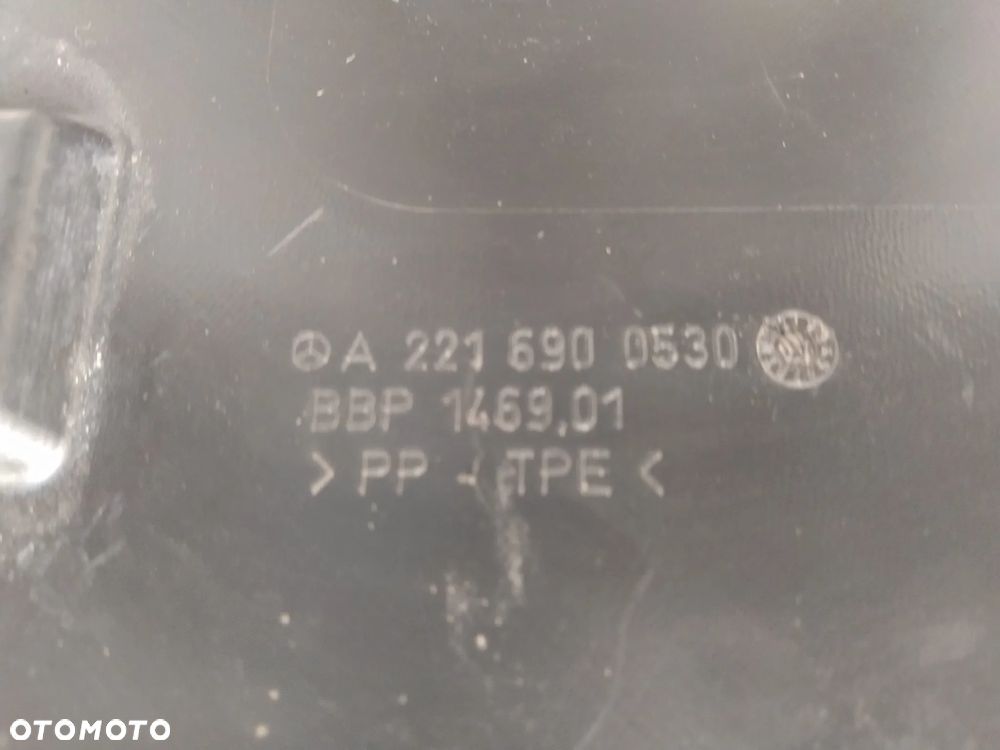 A 221 690 0530
BBP 1469.01
> PP / TPE <
OTOMOTO